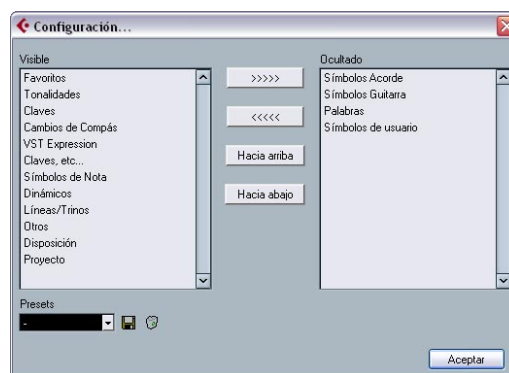 Configuración...
Visible
Favoritos
Tonalidades
Claves
Cambios de Compás
VST Expression
Claves, etc...
Símbolos de Nota
Dinámicos
Líneas/Trinos
Otros
Disposición
Proyecto
>>>>>
<<<<<
Hacia arriba
Hacia abajo
Ocultado
Símbolos Acorde
Símbolos Guitarra
Palabras
Símbolos de usuario
Presets
-
Aceptar